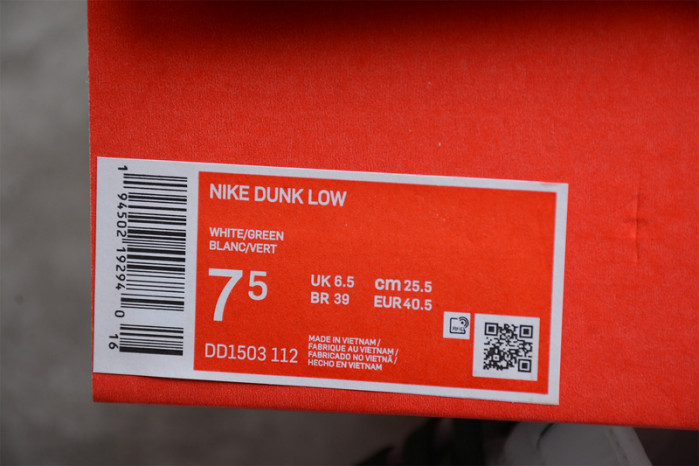 NIKE DUNK LOW
WHITE/GREEN
BLANC/VERT
7 5
UK 6.5 cm 25.5
BR 39 EUR 40.5
DD1503 112
MADE IN VIETNAM /
FABRIQUE AU VIETNAM /
FABRICADO NO VIETNÃ /
HECHO EN VIETNAM
1 94502 19294 0 16